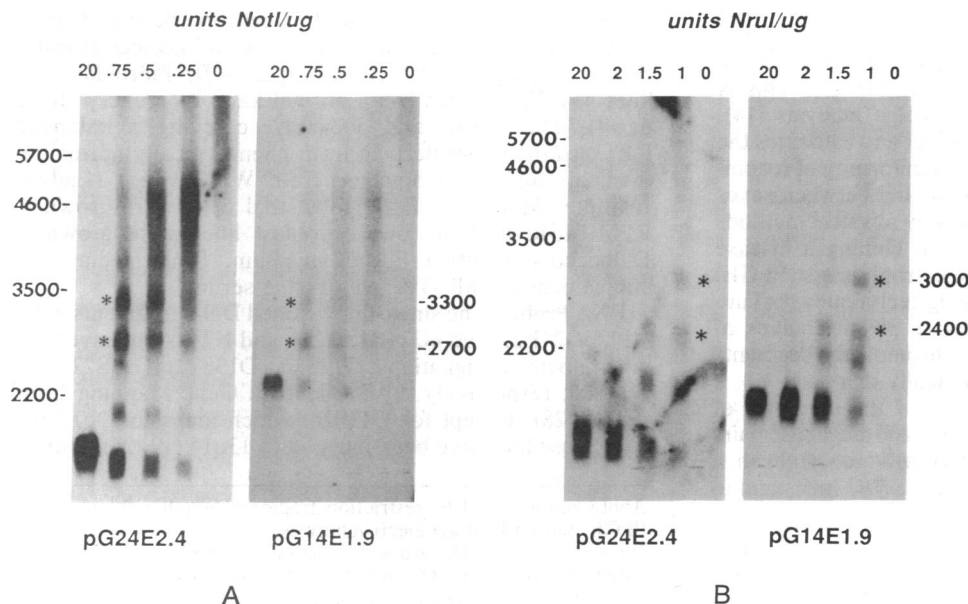 units NotI/ug
units NruI/ug
20 .75 .5 .25 0
20 .75 .5 .25 0
20 2 1.5 1 0
20 2 1.5 1 0
5700-
4600-
3500-
2200-
*
*
*
*
-3300
-2700
5700-
4600-
3500-
2200-
*
*
*
*
-3000
-2400
pG24E2.4
pG14E1.9
pG24E2.4
pG14E1.9
A
B